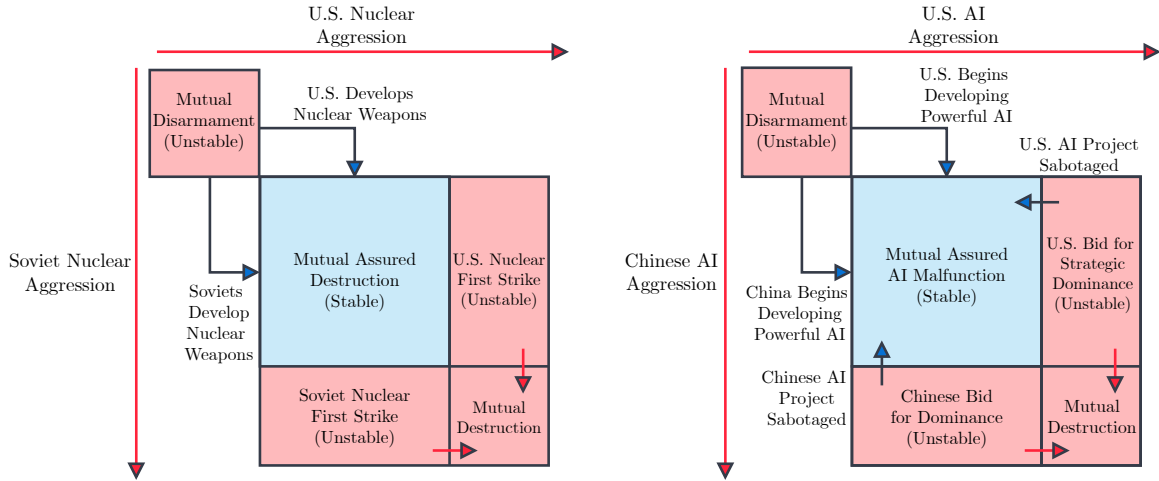 U.S. Nuclear
Aggression
Mutual
Disarmament
(Unstable)
U.S. Develops
Nuclear Weapons
Soviet Nuclear
Aggression
Soviets
Develop
Nuclear
Weapons
Mutual Assured
Destruction
(Stable)
U.S. Nuclear
First Strike
(Unstable)
Soviet Nuclear
First Strike
(Unstable)
Mutual
Destruction
U.S. AI
Aggression
Mutual
Disarmament
(Unstable)
U.S. Begins
Developing
Powerful AI
U.S. AI Project
Sabotaged
Chinese AI
Aggression
China Begins
Developing
Powerful AI
Mutual Assured
AI Malfunction
(Stable)
U.S. Bid for
Strategic
Dominance
(Unstable)
Chinese AI
Project
Sabotaged
Chinese Bid
for Dominance
(Unstable)
Mutual
Destruction